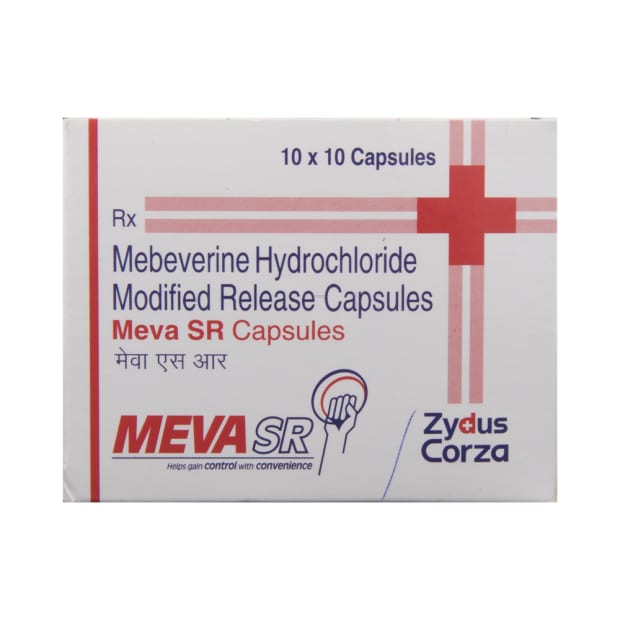 10 x 10 Capsules
Rx
Mebeverine Hydrochloride
Modified Release Capsules
Meva SR Capsules
मेवा एस आर
MEVA SR
Helps gain control with convenience
Zydus
Corza